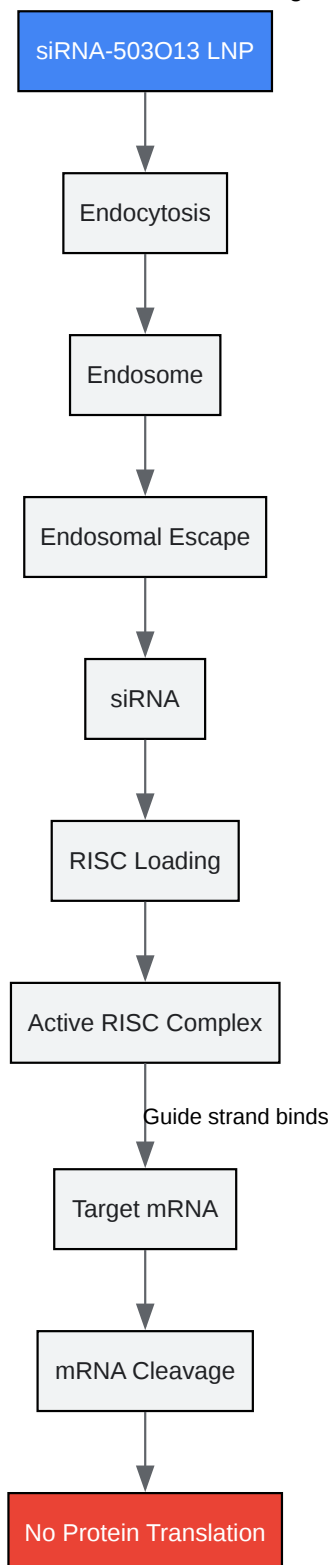 siRNA-503O13 LNP
Endocytosis
Endosome
Endosomal Escape
siRNA
RISC Loading
Active RISC Complex
Guide strand binds
Target mRNA
mRNA Cleavage
No Protein Translation